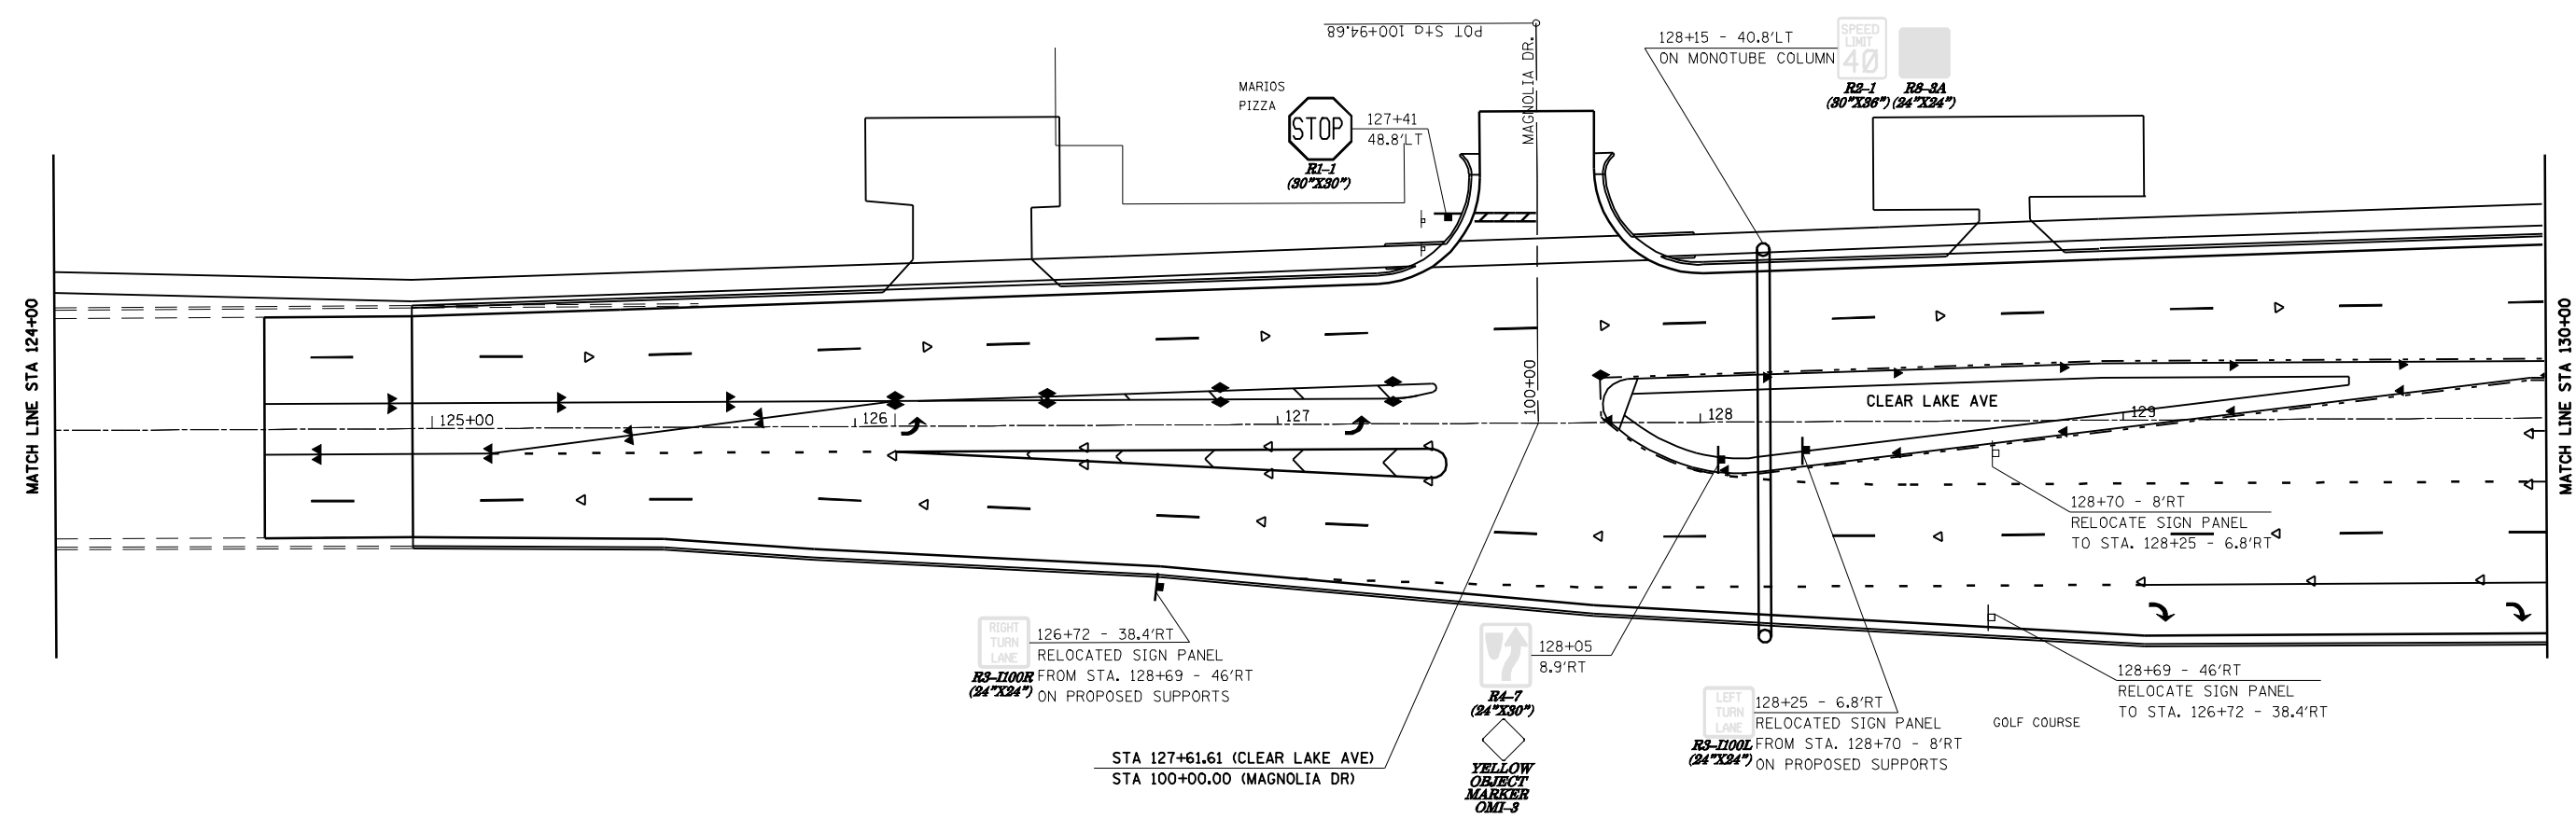 POT Sta 100+94.68
MAGNOLIA DR.
128+15 - 40.8'LT
ON MONOTUBE COLUMN
SPEED
LIMIT
40
R2-1
(30"X36")
R3-3A
(24"X24")
MARIOS
PIZZA
STOP
R1-1
(30"X30")
127+41
48.8'LT
MATCH LINE STA 124+00
MATCH LINE STA 130+00
125+00
126
127
100+00
128
129
CLEAR LAKE AVE
128+70 - 8'RT
RELOCATE SIGN PANEL
TO STA. 128+25 - 6.8'RT
RIGHT
TURN
LANE
R3-I100R
(24"X24")
126+72 - 38.4'RT
RELOCATED SIGN PANEL
FROM STA. 128+69 - 46'RT
ON PROPOSED SUPPORTS
128+05
8.9'RT
R4-7
(24"X30")
YELLOW
OBJECT
MARKER
OM1-3
LEFT
TURN
LANE
R3-I100L
(24"X24")
128+25 - 6.8'RT
RELOCATED SIGN PANEL
FROM STA. 128+70 - 8'RT
ON PROPOSED SUPPORTS
GOLF COURSE
128+69 - 46'RT
RELOCATE SIGN PANEL
TO STA. 126+72 - 38.4'RT
STA 127+61.61 (CLEAR LAKE AVE)
STA 100+00.00 (MAGNOLIA DR)